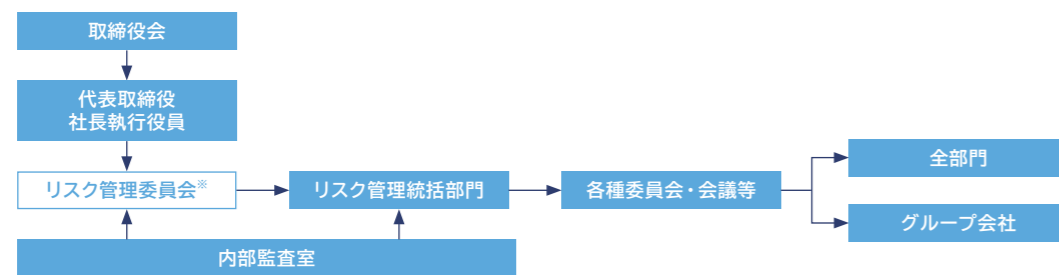 取締役会
代表取締役
社長執行役員
リスク管理委員会※
リスク管理統括部門
各種委員会・会議等
全部門
グループ会社
内部監査室